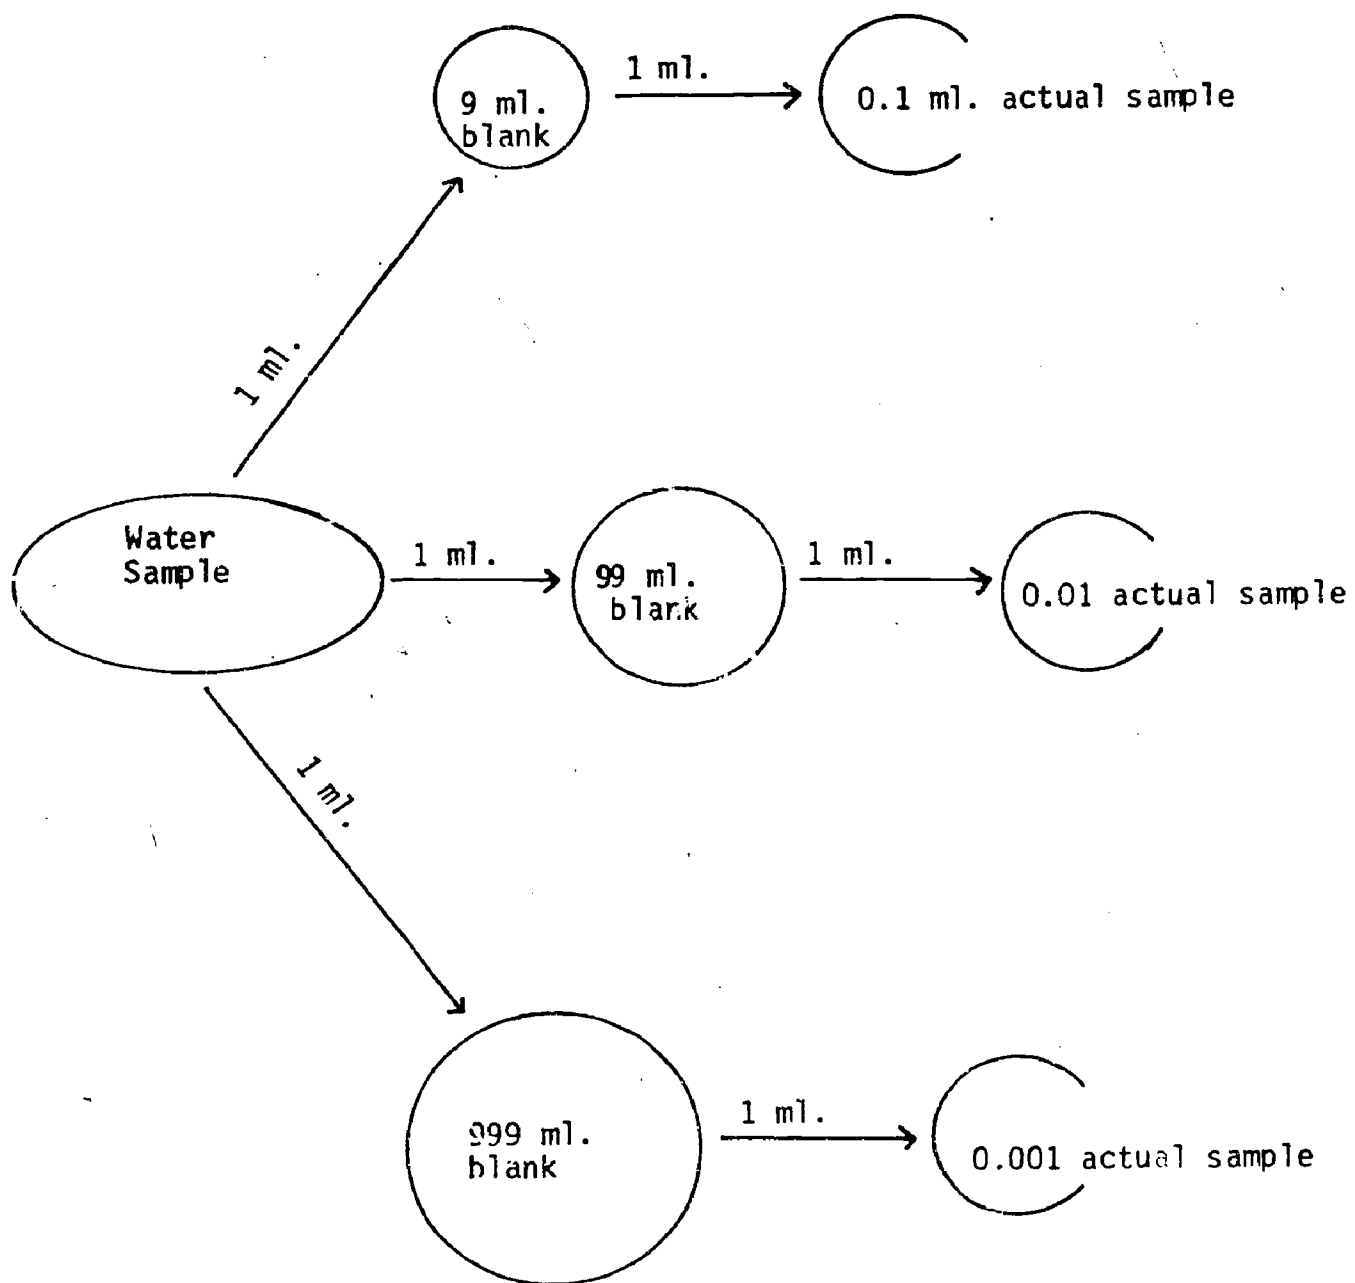 9 ml.
blank
1 ml.
0.1 ml. actual sample
1 ml.
Water
Sample
1 ml.
99 ml.
blank
1 ml.
0.01 actual sample
1 ml.
999 ml.
blank
1 ml.
0.001 actual sample